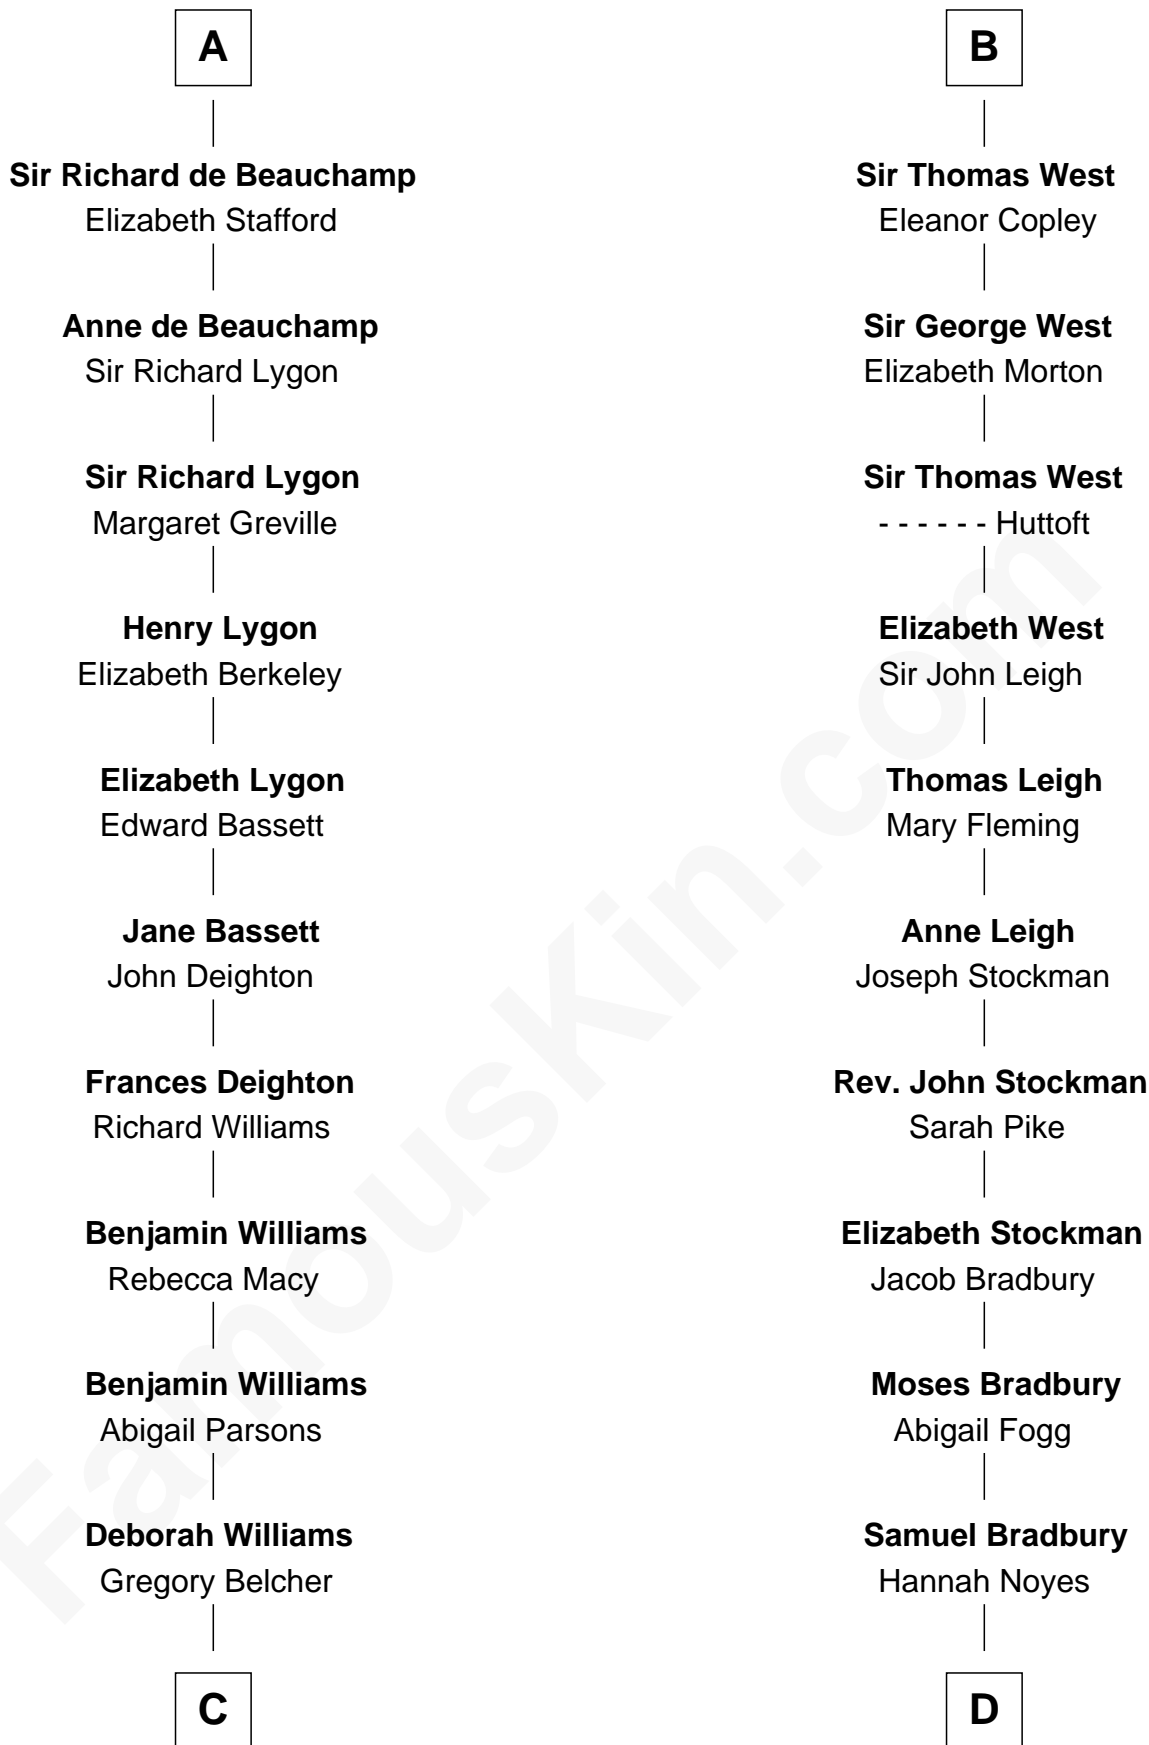 A
Sir Richard de Beauchamp
Elizabeth Stafford
Anne de Beauchamp
Sir Richard Lygon
Sir Richard Lygon
Margaret Greville
Henry Lygon
Elizabeth Berkeley
Elizabeth Lygon
Edward Bassett
Jane Bassett
John Deighton
Frances Deighton
Richard Williams
Benjamin Williams
Rebecca Macy
Benjamin Williams
Abigail Parsons
Deborah Williams
Gregory Belcher
C
B
Sir Thomas West
Eleanor Copley
Sir George West
Elizabeth Morton
Sir Thomas West
- - - - - - Huttoft
Elizabeth West
Sir John Leigh
Thomas Leigh
Mary Fleming
Anne Leigh
Joseph Stockman
Rev. John Stockman
Sarah Pike
Elizabeth Stockman
Jacob Bradbury
Moses Bradbury
Abigail Fogg
Samuel Bradbury
Hannah Noyes
D
FamousKin.com